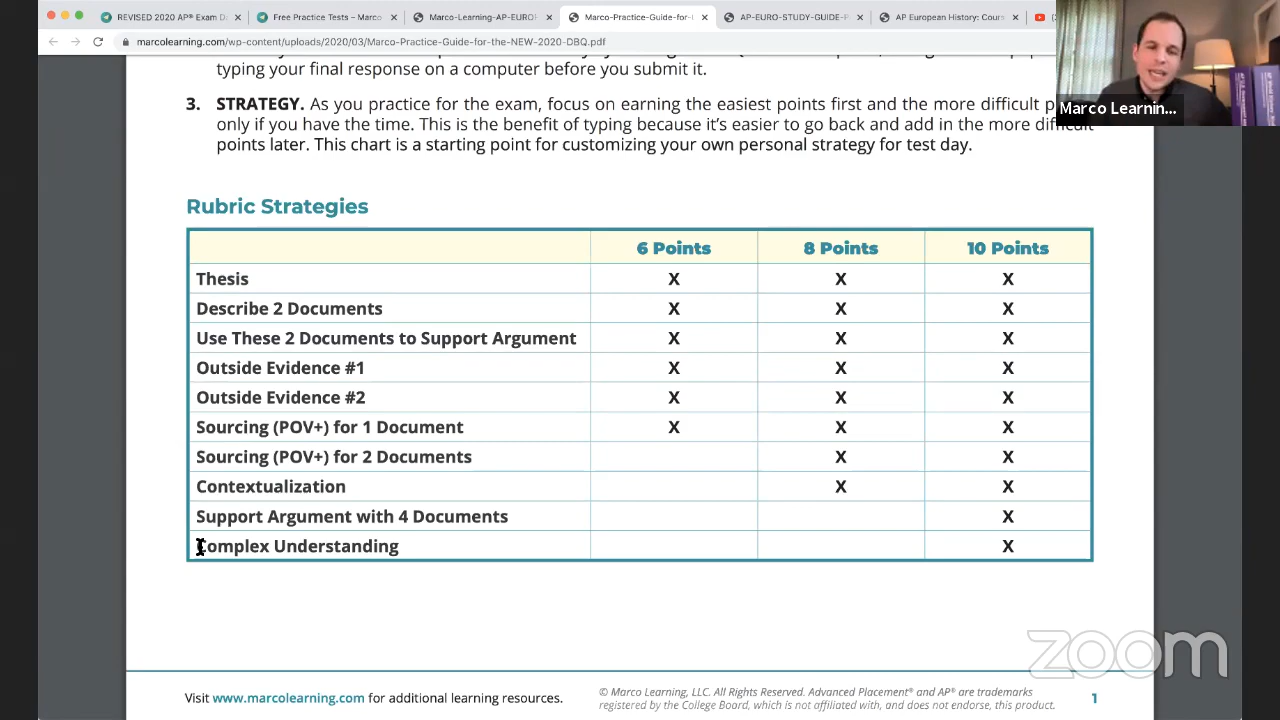 REVISED 2020 AP® Exam Da
Free Practice Tests – Marco
Marco-Learning-AP-EUROP
Marco-Practice-Guide-for-
AP-EURO-STUDY-GUIDE-P
AP European History: Cours
marcolearning.com/wp-content/uploads/2020/03/Marco-Practice-Guide-for-the-NEW-2020-DBQ.pdf
typing your final response on a computer before you submit it.
Marco Learnin...
3. STRATEGY. As you practice for the exam, focus on earning the easiest points first and the more difficult p
only if you have the time. This is the benefit of typing because it's easier to go back and add in the more difficult
points later. This chart is a starting point for customizing your own personal strategy for test day.
Rubric Strategies
6 Points 8 Points 10 Points
Thesis X X X
Describe 2 Documents X X X
Use These 2 Documents to Support Argument X X X
Outside Evidence #1 X X X
Outside Evidence #2 X X X
Sourcing (POV+) for 1 Document X X X
Sourcing (POV+) for 2 Documents X X
Contextualization X X
Support Argument with 4 Documents X
Complex Understanding X
zoom
Visit www.marcolearning.com for additional learning resources.
© Marco Learning, LLC. All Rights Reserved. Advanced Placement® and AP® are trademarks
registered by the College Board, which is not affiliated with, and does not endorse, this product.
1